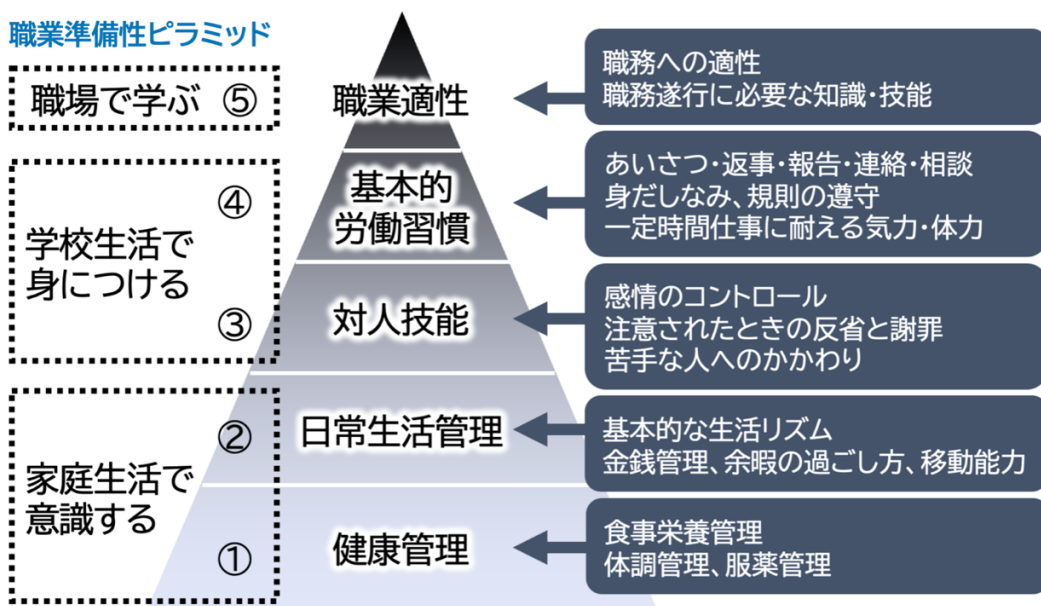 職業準備性ピラミッド
職場で学ぶ ⑤
職業適性
職務への適性
職務遂行に必要な知識・技能
学校生活で
身につける
④
基本的
労働習慣
あいさつ・返事・報告・連絡・相談
身だしなみ、規則の遵守
一定時間仕事に耐える気力・体力
③
対人技能
感情のコントロール
注意されたときの反省と謝罪
苦手な人へのかかわり
家庭生活で
意識する
②
日常生活管理
基本的な生活リズム
金銭管理、余暇の過ごし方、移動能力
①
健康管理
食事栄養管理
体調管理、服薬管理